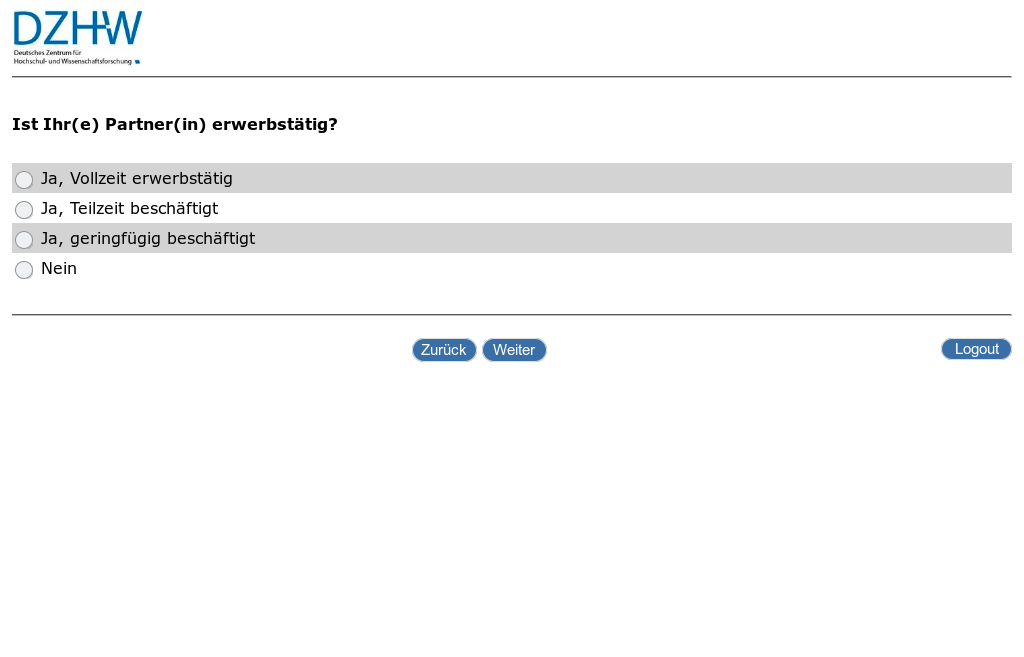 DZHW
Deutsches Zentrum für
Hochschul- und Wissenschaftsforschung
Ist Ihr(e) Partner(in) erwerbstätig?
Ja, Vollzeit erwerbstätig
Ja, Teilzeit beschäftigt
Ja, geringfügig beschäftigt
Nein
Zurück Weiter Logout